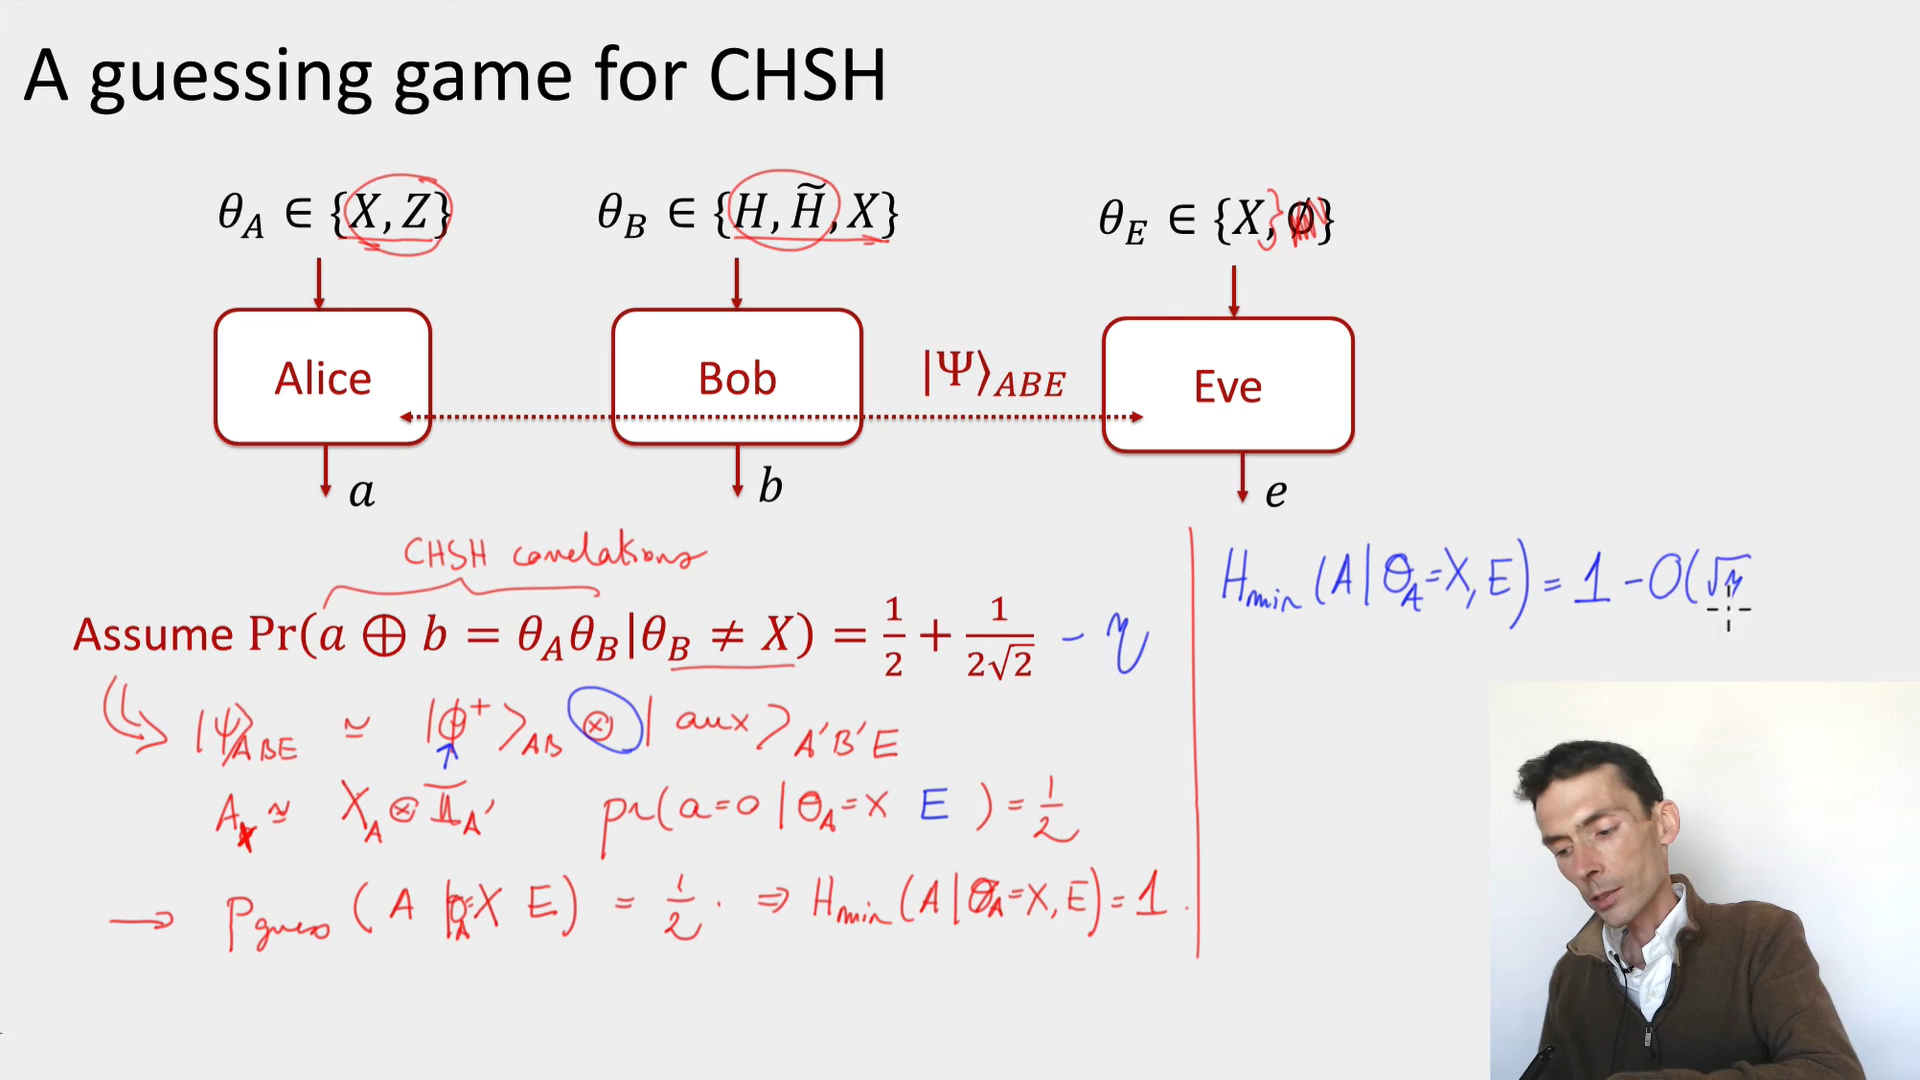 A guessing game for CHSH
θ_A ∈ {X, Z}
θ_B ∈ {H, H̃, X}
θ_E ∈ {X, ∅}
Alice
Bob
|Ψ⟩_ABE
Eve
a
b
e
CHSH correlations
Assume Pr(a ⊕ b = θ_A θ_B | θ_B ≠ X) = 1/2 + 1/(2√2) - η
|Ψ⟩_ABE ≃ |ϕ⁺⟩_AB ⊗ | aux ⟩_A'B'E
A_X ≃ X_A ⊗ 𝟙_A' pr(a=0 | θ_A=X E) = 1/2
→ P_guess (A | θ_A=X E) = 1/2 . ⇒ H_min (A | θ_A=X, E) = 1 .
H_min (A | θ_A=X, E) = 1 - O(√η